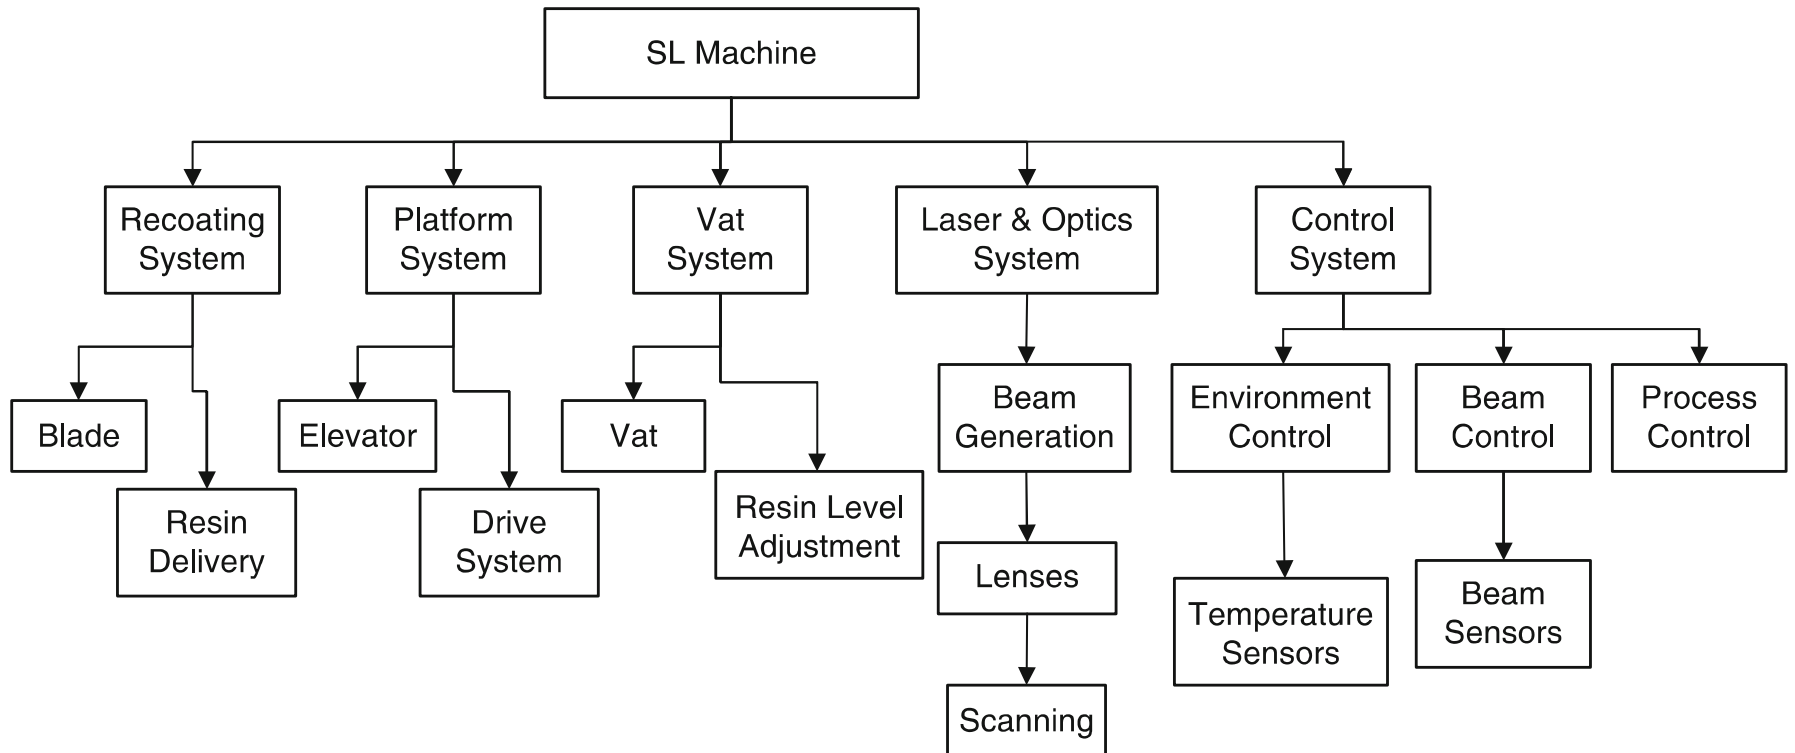 SL Machine
Recoating
System
Platform
System
Vat
System
Laser & Optics
System
Control
System
Blade
Resin
Delivery
Elevator
Drive
System
Vat
Resin Level
Adjustment
Beam
Generation
Lenses
Scanning
Environment
Control
Temperature
Sensors
Beam
Control
Beam
Sensors
Process
Control